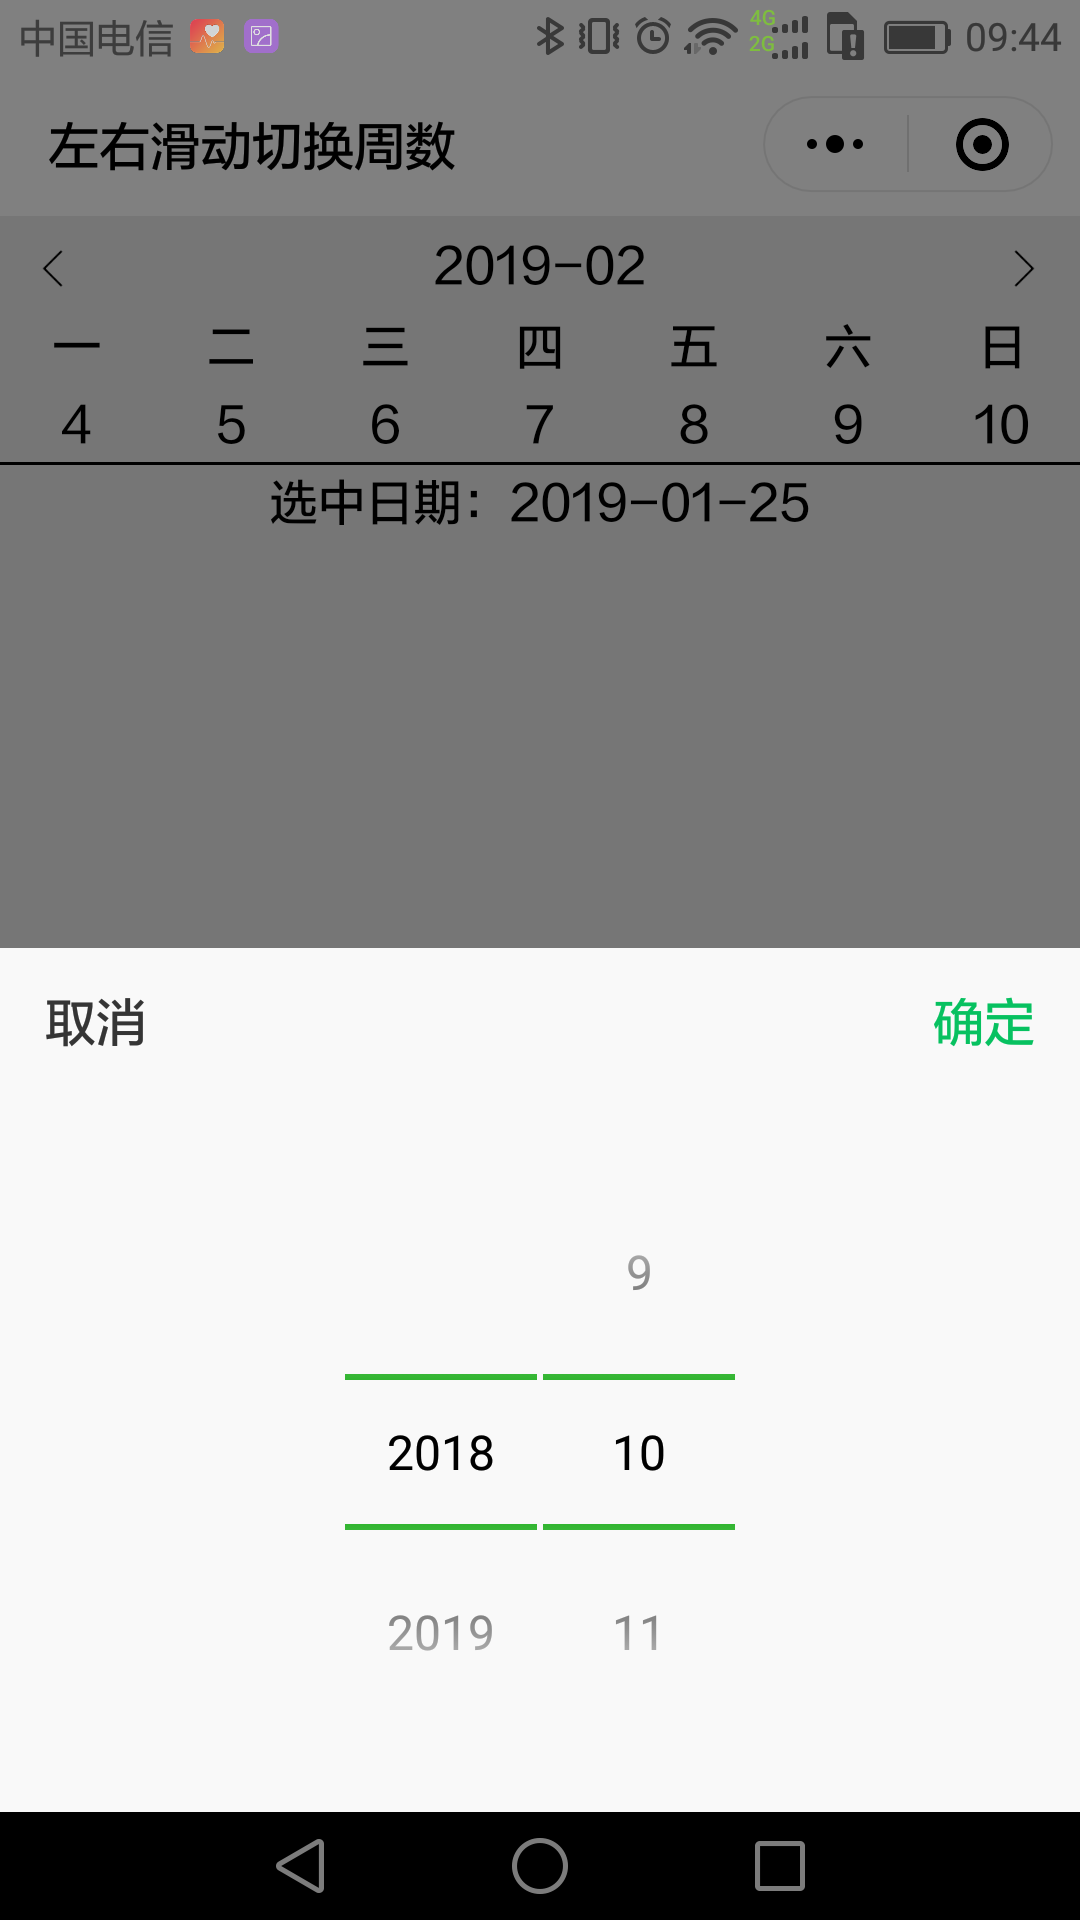 中国电信 4G 2G 09:44
左右滑动切换周数
2019-02
一 二 三 四 五 六 日
4 5 6 7 8 9 10
选中日期：2019-01-25
取消 确定
9
2018 10
2019 11